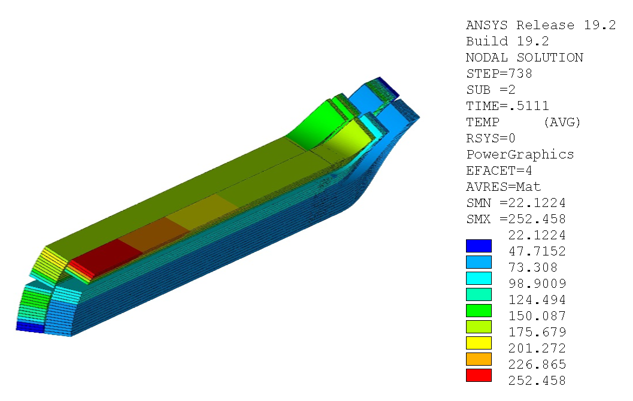 ANSYS Release 19.2
Build 19.2
NODAL SOLUTION
STEP=738
SUB =2
TIME=.5111
TEMP (AVG)
RSYS=0
PowerGraphics
EFACET=4
AVRES=Mat
SMN =22.1224
SMX =252.458
22.1224
47.7152
73.308
98.9009
124.494
150.087
175.679
201.272
226.865
252.458